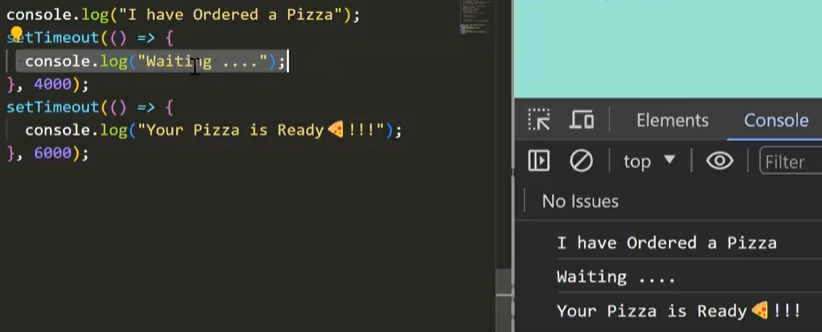 console.log("I have Ordered a Pizza");
setTimeout(() => {
console.log("Waiting ....");
}, 4000);
setTimeout(() => {
console.log("Your Pizza is Ready🍕!!!");
}, 6000);
Elements Console
top Filter
No Issues
I have Ordered a Pizza
Waiting ....
Your Pizza is Ready🍕!!!